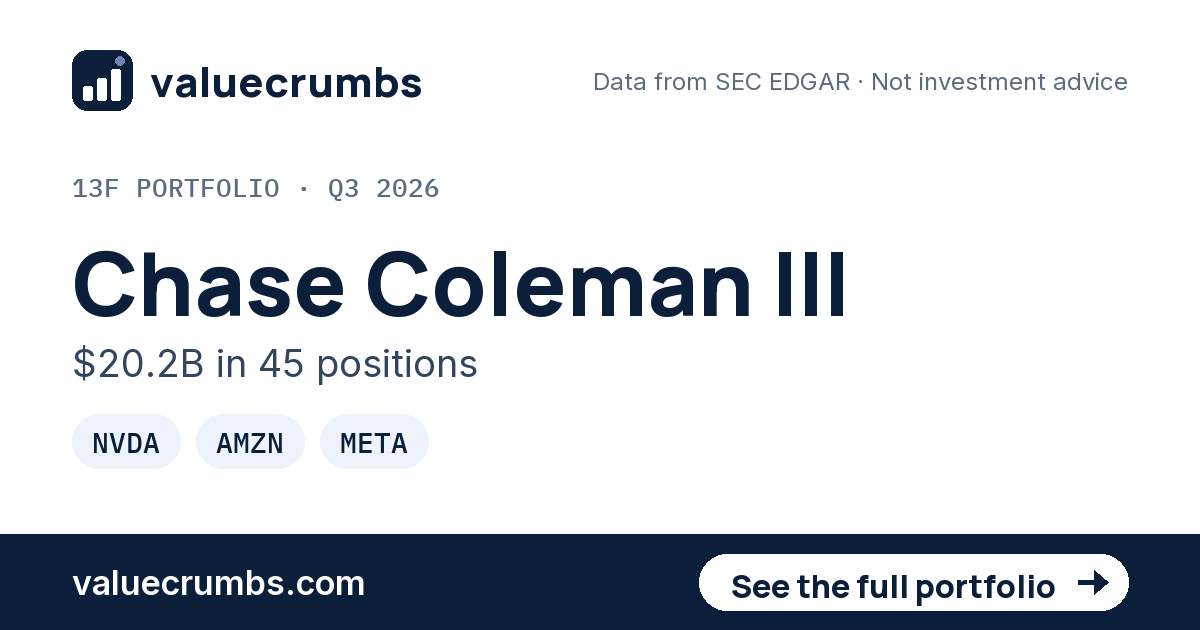 valuecrumbs
Data from SEC EDGAR · Not investment advice
13F PORTFOLIO · Q3 2026
Chase Coleman III
$20.2B in 45 positions
NVDA AMZN META
valuecrumbs.com
See the full portfolio →